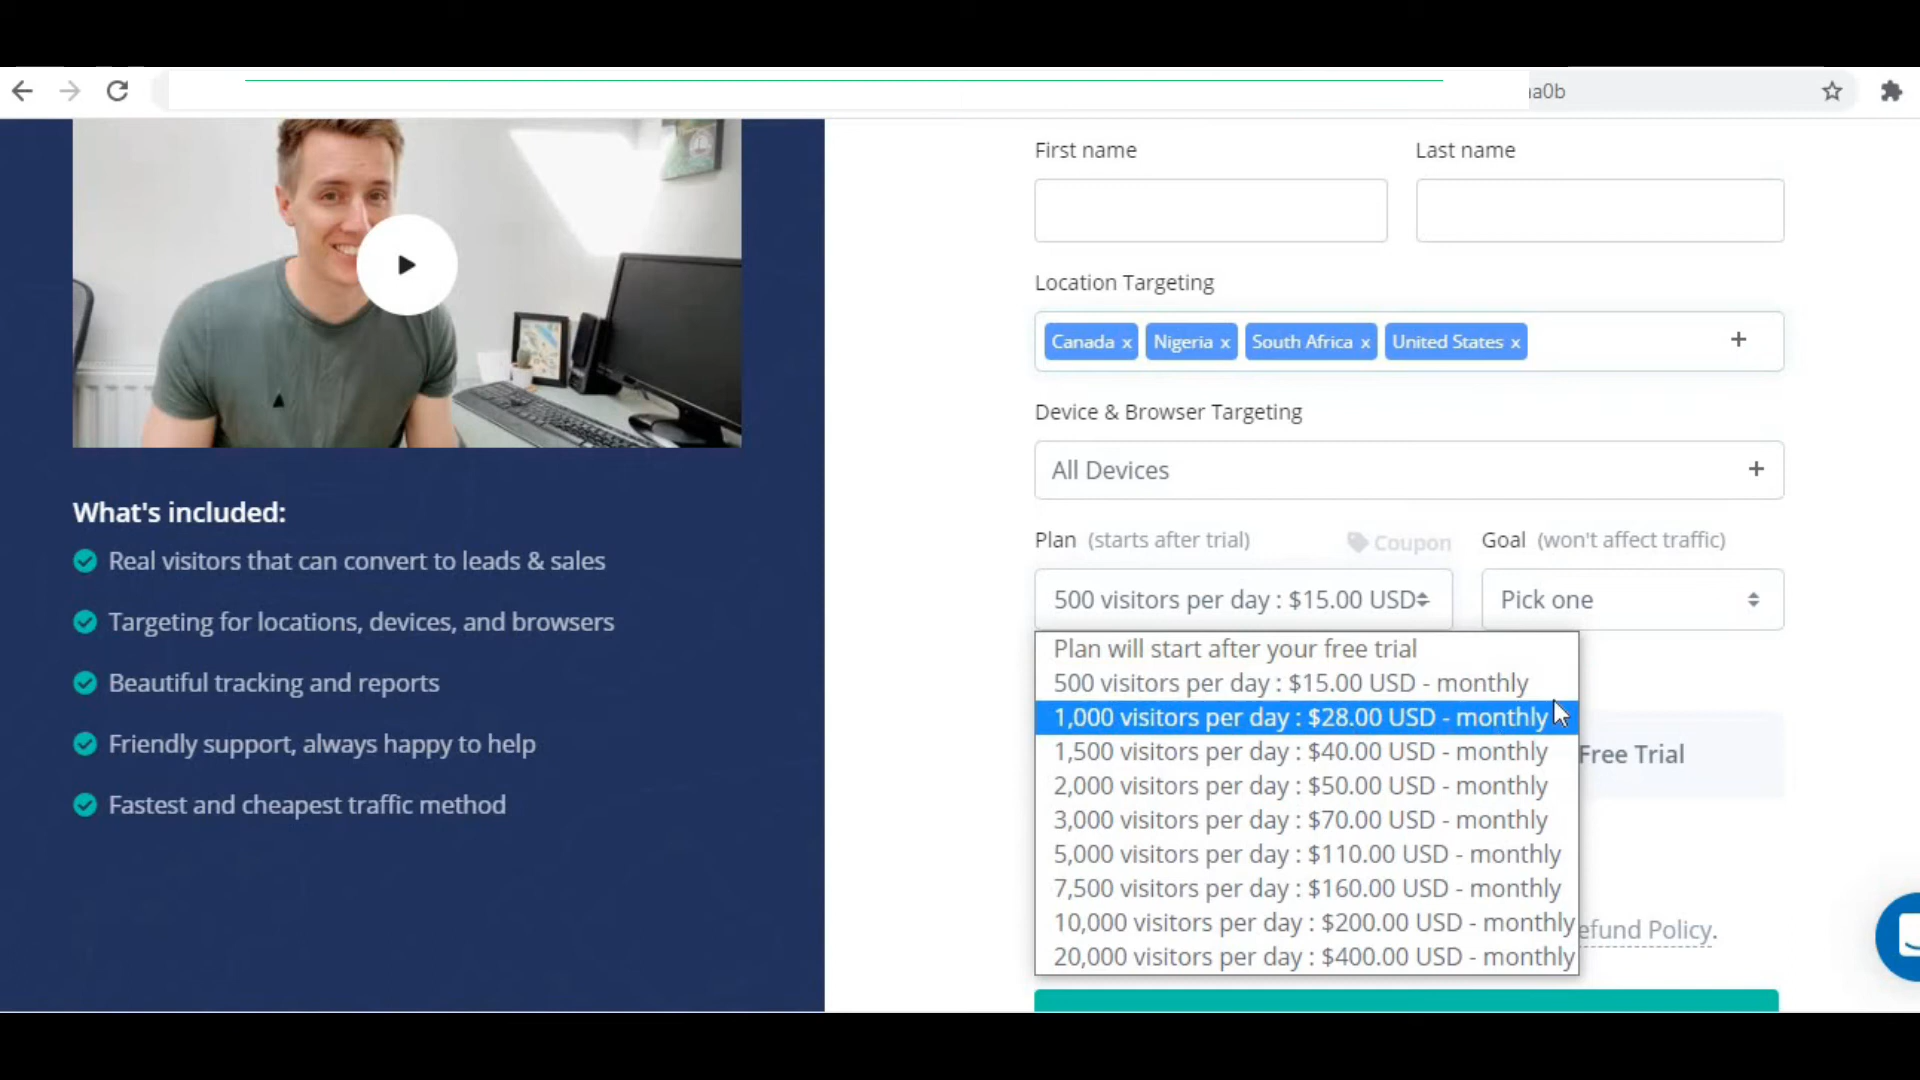 a0b
First name
Last name
Location Targeting
Canada x
Nigeria x
South Africa x
United States x
+
Device & Browser Targeting
All Devices
+
Plan (starts after trial)
Coupon
Goal (won't affect traffic)
500 visitors per day : $15.00 USD
Pick one
Plan will start after your free trial
500 visitors per day : $15.00 USD - monthly
1,000 visitors per day : $28.00 USD - monthly
1,500 visitors per day : $40.00 USD - monthly
2,000 visitors per day : $50.00 USD - monthly
3,000 visitors per day : $70.00 USD - monthly
5,000 visitors per day : $110.00 USD - monthly
7,500 visitors per day : $160.00 USD - monthly
10,000 visitors per day : $200.00 USD - monthly
20,000 visitors per day : $400.00 USD - monthly
Free Trial
efund Policy.
What's included:
Real visitors that can convert to leads & sales
Targeting for locations, devices, and browsers
Beautiful tracking and reports
Friendly support, always happy to help
Fastest and cheapest traffic method